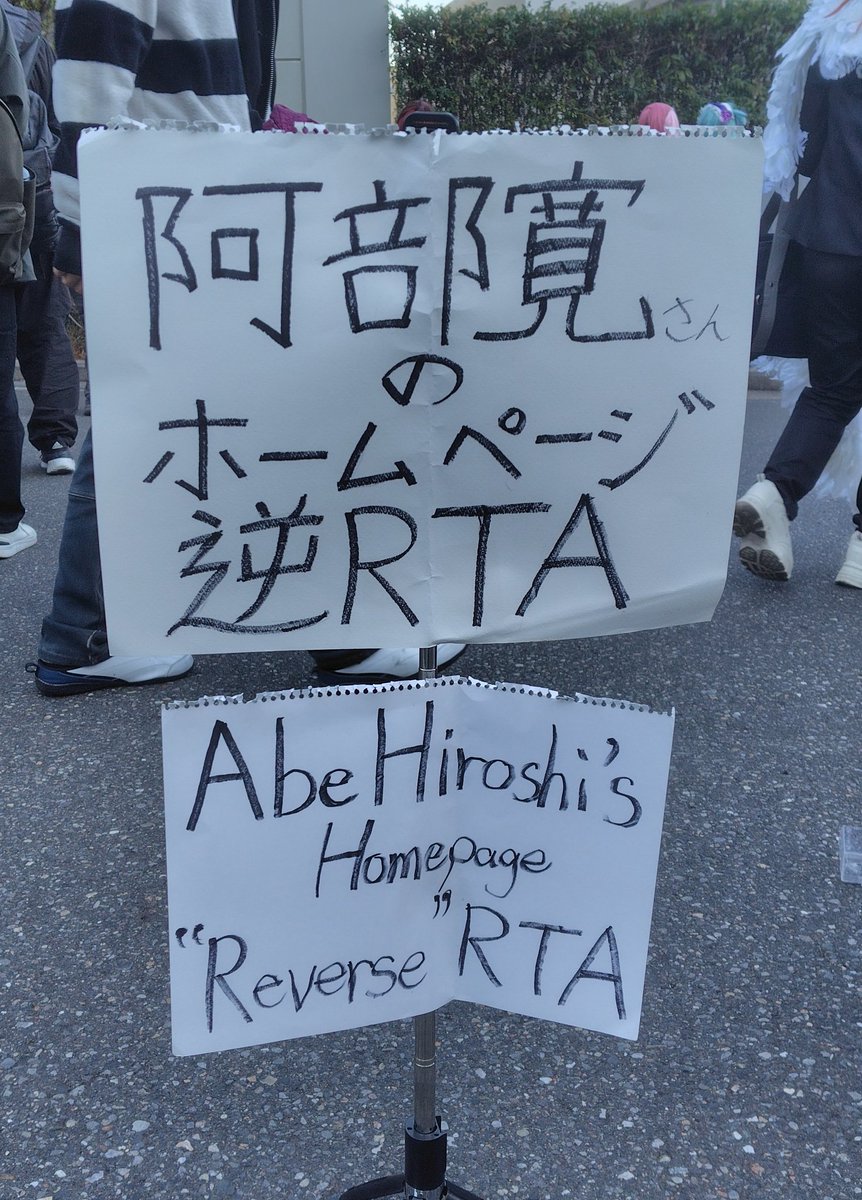 阿部寛さん
の
ホームページ
逆RTA
Abe Hiroshi's
Homepage
"Reverse" RTA